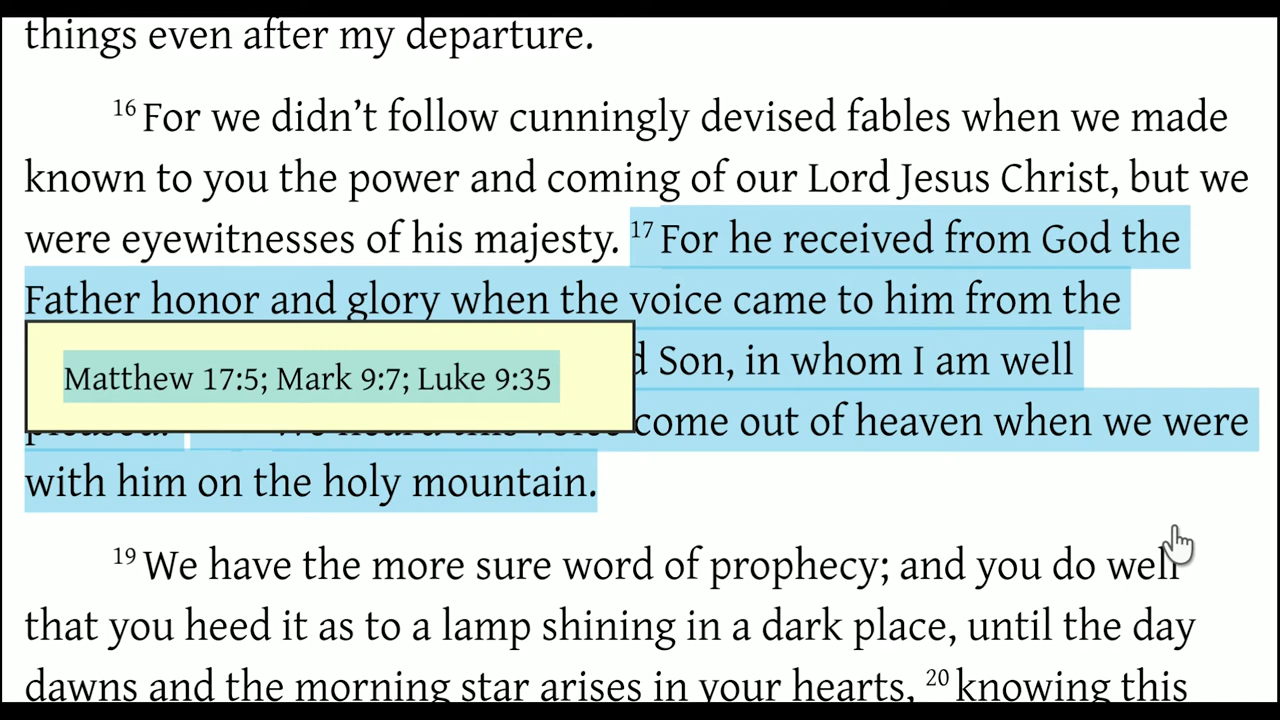 things even after my departure.
16 For we didn’t follow cunningly devised fables when we made
known to you the power and coming of our Lord Jesus Christ, but we
were eyewitnesses of his majesty. 17 For he received from God the
Father honor and glory when the voice came to him from the
Matthew 17:5; Mark 9:7; Luke 9:35
Son, in whom I am well
come out of heaven when we were
with him on the holy mountain.
19 We have the more sure word of prophecy; and you do well
that you heed it as to a lamp shining in a dark place, until the day
dawns and the morning star arises in your hearts, 20 knowing this